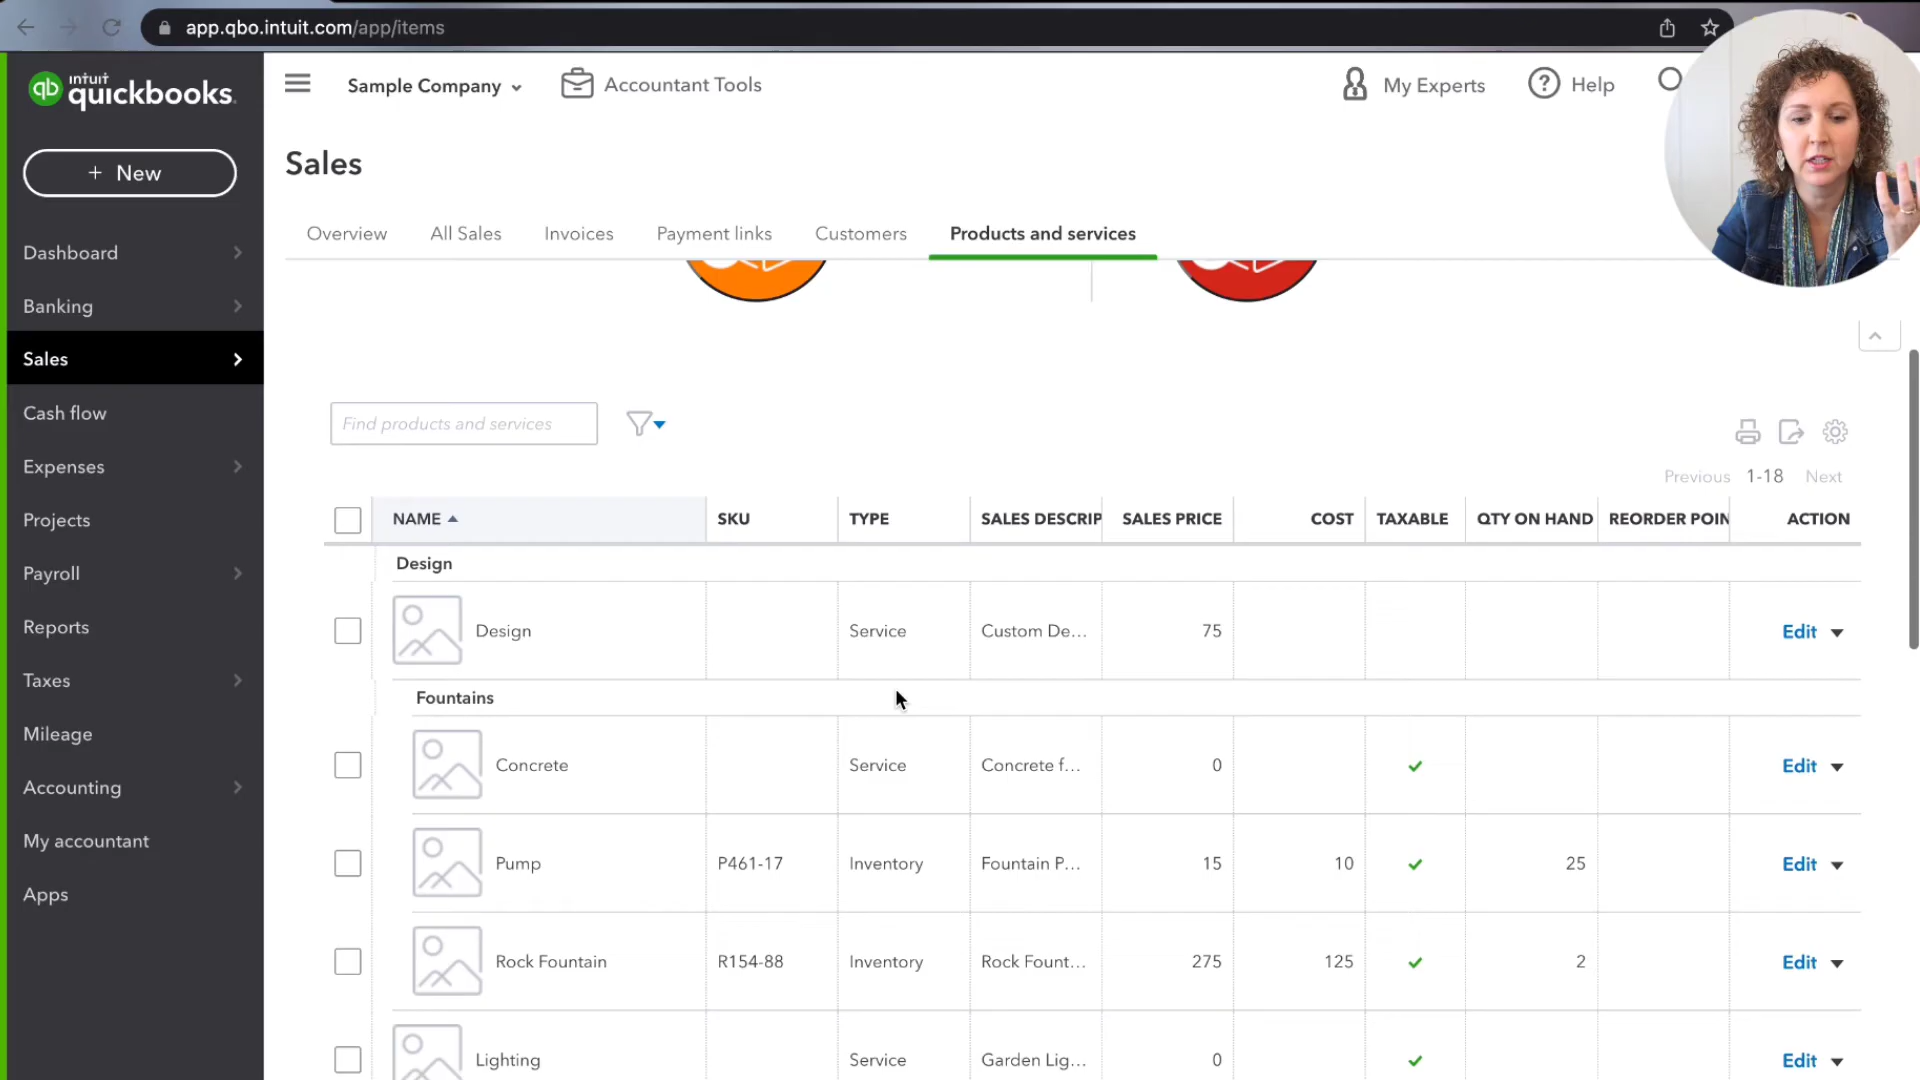 app.qbo.intuit.com/app/items
intuit
quickbooks.
qb
+ New
Dashboard
Banking
Sales
Cash flow
Expenses
Projects
Payroll
Reports
Taxes
Mileage
Accounting
My accountant
Apps
Sample Company
Accountant Tools
My Experts
? Help
Sales
Overview All Sales Invoices Payment links Customers Products and services
Find products and services
Previous 1-18 Next
NAME SKU TYPE SALES DESCRIP SALES PRICE COST TAXABLE QTY ON HAND REORDER POIN ACTION
Design
Design Service Custom De... 75 Edit
Fountains
Concrete Service Concrete f... 0 Edit
Pump P461-17 Inventory Fountain P... 15 10 25 Edit
Rock Fountain R154-88 Inventory Rock Fount... 275 125 2 Edit
Lighting Service Garden Lig... 0 Edit